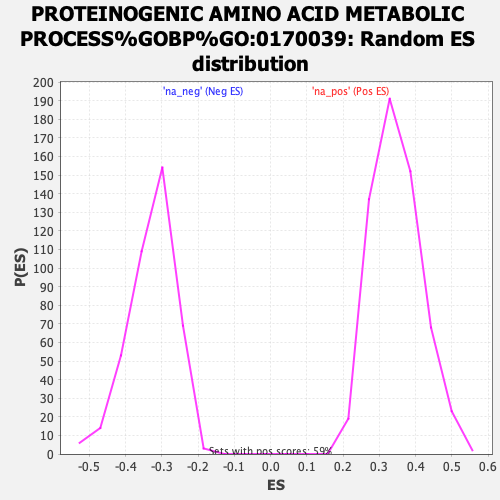 PROTEINOGENIC AMINO ACID METABOLIC
PROCESS%GOBP%GO:0170039: Random ES
distribution
'na_neg' (Neg ES)
'na_pos' (Pos ES)
P(ES)
200
190
180
170
160
150
140
130
120
110
100
90
80
70
60
50
40
30
20
10
0
Sets with pos scores: 59%
-0.5 -0.4 -0.3 -0.2 -0.1 0.0 0.1 0.2 0.3 0.4 0.5 0.6
ES